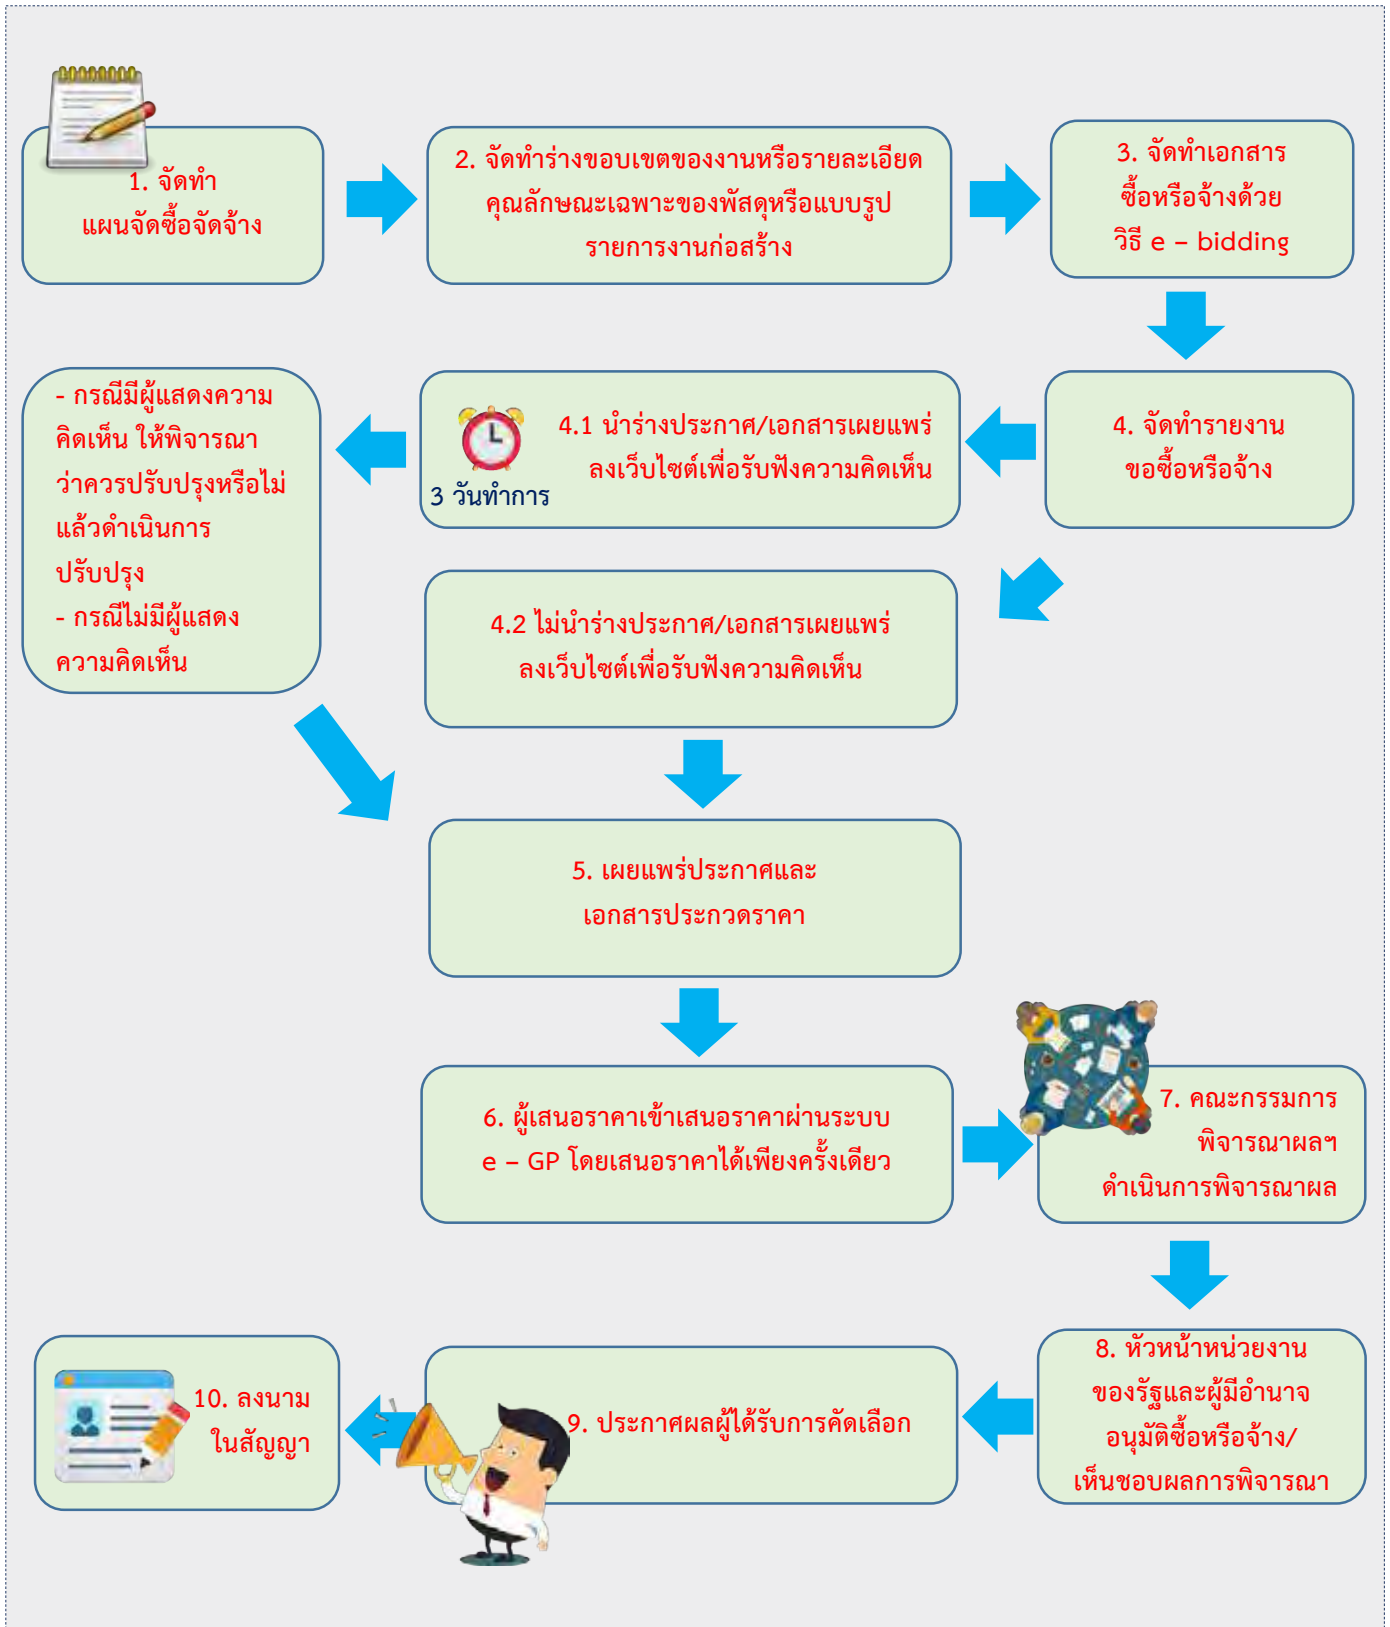 1. จัดทำ
แผนจัดซื้อจัดจ้าง
2. จัดทำร่างขอบเขตของงานหรือรายละเอียด
คุณลักษณะเฉพาะของพัสดุหรือแบบรูป
รายการงานก่อสร้าง
3. จัดทำเอกสาร
ซื้อหรือจ้างด้วย
วิธี e – bidding
4. จัดทำรายงาน
ขอซื้อหรือจ้าง
4.1 นำร่างประกาศ/เอกสารเผยแพร่
ลงเว็บไซต์เพื่อรับฟังความคิดเห็น
3 วันทำการ
- กรณีมีผู้แสดงความ
คิดเห็น ให้พิจารณา
ว่าควรปรับปรุงหรือไม่
แล้วดำเนินการ
ปรับปรุง
- กรณีไม่มีผู้แสดง
ความคิดเห็น
4.2 ไม่นำร่างประกาศ/เอกสารเผยแพร่
ลงเว็บไซต์เพื่อรับฟังความคิดเห็น
5. เผยแพร่ประกาศและ
เอกสารประกวดราคา
6. ผู้เสนอราคาเข้าเสนอราคาผ่านระบบ
e – GP โดยเสนอราคาได้เพียงครั้งเดียว
7. คณะกรรมการ
พิจารณาผลฯ
ดำเนินการพิจารณาผล
8. หัวหน้าหน่วยงาน
ของรัฐและผู้มีอำนาจ
อนุมัติซื้อหรือจ้าง/
เห็นชอบผลการพิจารณา
9. ประกาศผลผู้ได้รับการคัดเลือก
10. ลงนาม
ในสัญญา